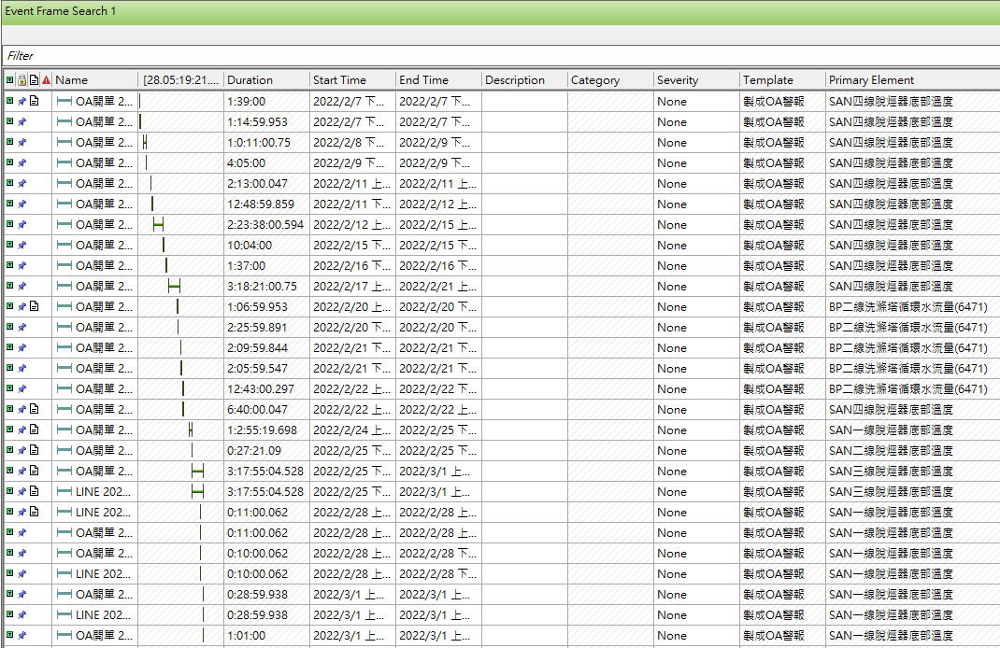 Event Frame Search 1
Filter
Name [28.05:19:21.... Duration Start Time End Time Description Category Severity Template Primary Element
OA開單 2... 1:39:00 2022/2/7 下... 2022/2/7 下... None 製成OA警報 SAN四線脫煙器底部溫度
OA開單 2... 1:14:59.953 2022/2/7 下... 2022/2/7 下... None 製成OA警報 SAN四線脫煙器底部溫度
OA開單 2... 1:0:11:00.75 2022/2/8 下... 2022/2/9 下... None 製成OA警報 SAN四線脫煙器底部溫度
OA開單 2... 4:05:00 2022/2/9 下... 2022/2/9 下... None 製成OA警報 SAN四線脫煙器底部溫度
OA開單 2... 2:13:00.047 2022/2/11 上... 2022/2/11 上... None 製成OA警報 SAN四線脫煙器底部溫度
OA開單 2... 12:48:59.859 2022/2/11 下... 2022/2/12 上... None 製成OA警報 SAN四線脫煙器底部溫度
OA開單 2... 2:23:38:00.594 2022/2/12 上... 2022/2/15 上... None 製成OA警報 SAN四線脫煙器底部溫度
OA開單 2... 10:04:00 2022/2/15 下... 2022/2/15 下... None 製成OA警報 SAN四線脫煙器底部溫度
OA開單 2... 1:37:00 2022/2/16 下... 2022/2/16 下... None 製成OA警報 SAN四線脫煙器底部溫度
OA開單 2... 3:18:21:00.75 2022/2/17 上... 2022/2/21 上... None 製成OA警報 SAN四線脫煙器底部溫度
OA開單 2... 1:06:59.953 2022/2/20 上... 2022/2/20 下... None 製成OA警報 BP二線洗滌塔循環水流量(6471)
OA開單 2... 2:25:59.891 2022/2/20 下... 2022/2/20 下... None 製成OA警報 BP二線洗滌塔循環水流量(6471)
OA開單 2... 2:09:59.844 2022/2/21 下... 2022/2/21 下... None 製成OA警報 BP二線洗滌塔循環水流量(6471)
OA開單 2... 2:05:59.547 2022/2/21 下... 2022/2/21 下... None 製成OA警報 BP二線洗滌塔循環水流量(6471)
OA開單 2... 12:43:00.297 2022/2/22 上... 2022/2/22 下... None 製成OA警報 BP二線洗滌塔循環水流量(6471)
OA開單 2... 6:40:00.047 2022/2/22 上... 2022/2/22 上... None 製成OA警報 SAN四線脫煙器底部溫度
OA開單 2... 1:2:55:19.698 2022/2/24 上... 2022/2/25 下... None 製成OA警報 SAN一線脫煙器底部溫度
OA開單 2... 0:27:21.09 2022/2/25 下... 2022/2/25 下... None 製成OA警報 SAN二線脫煙器底部溫度
OA開單 2... 3:17:55:04.528 2022/2/25 下... 2022/3/1 上... None 製成OA警報 SAN三線脫煙器底部溫度
LINE 202... 3:17:55:04.528 2022/2/25 下... 2022/3/1 上... None 製成OA警報 SAN三線脫煙器底部溫度
LINE 202... 0:11:00.062 2022/2/28 上... 2022/2/28 上... None 製成OA警報 SAN一線脫煙器底部溫度
OA開單 2... 0:11:00.062 2022/2/28 上... 2022/2/28 上... None 製成OA警報 SAN一線脫煙器底部溫度
OA開單 2... 0:10:00.062 2022/2/28 上... 2022/2/28 下... None 製成OA警報 SAN一線脫煙器底部溫度
LINE 202... 0:10:00.062 2022/2/28 上... 2022/2/28 下... None 製成OA警報 SAN一線脫煙器底部溫度
OA開單 2... 0:28:59.938 2022/3/1 上... 2022/3/1 上... None 製成OA警報 SAN一線脫煙器底部溫度
LINE 202... 0:28:59.938 2022/3/1 上... 2022/3/1 上... None 製成OA警報 SAN一線脫煙器底部溫度
OA開單 2... 1:01:00 2022/3/1 上... 2022/3/1 上... None 製成OA警報 SAN一線脫煙器底部溫度